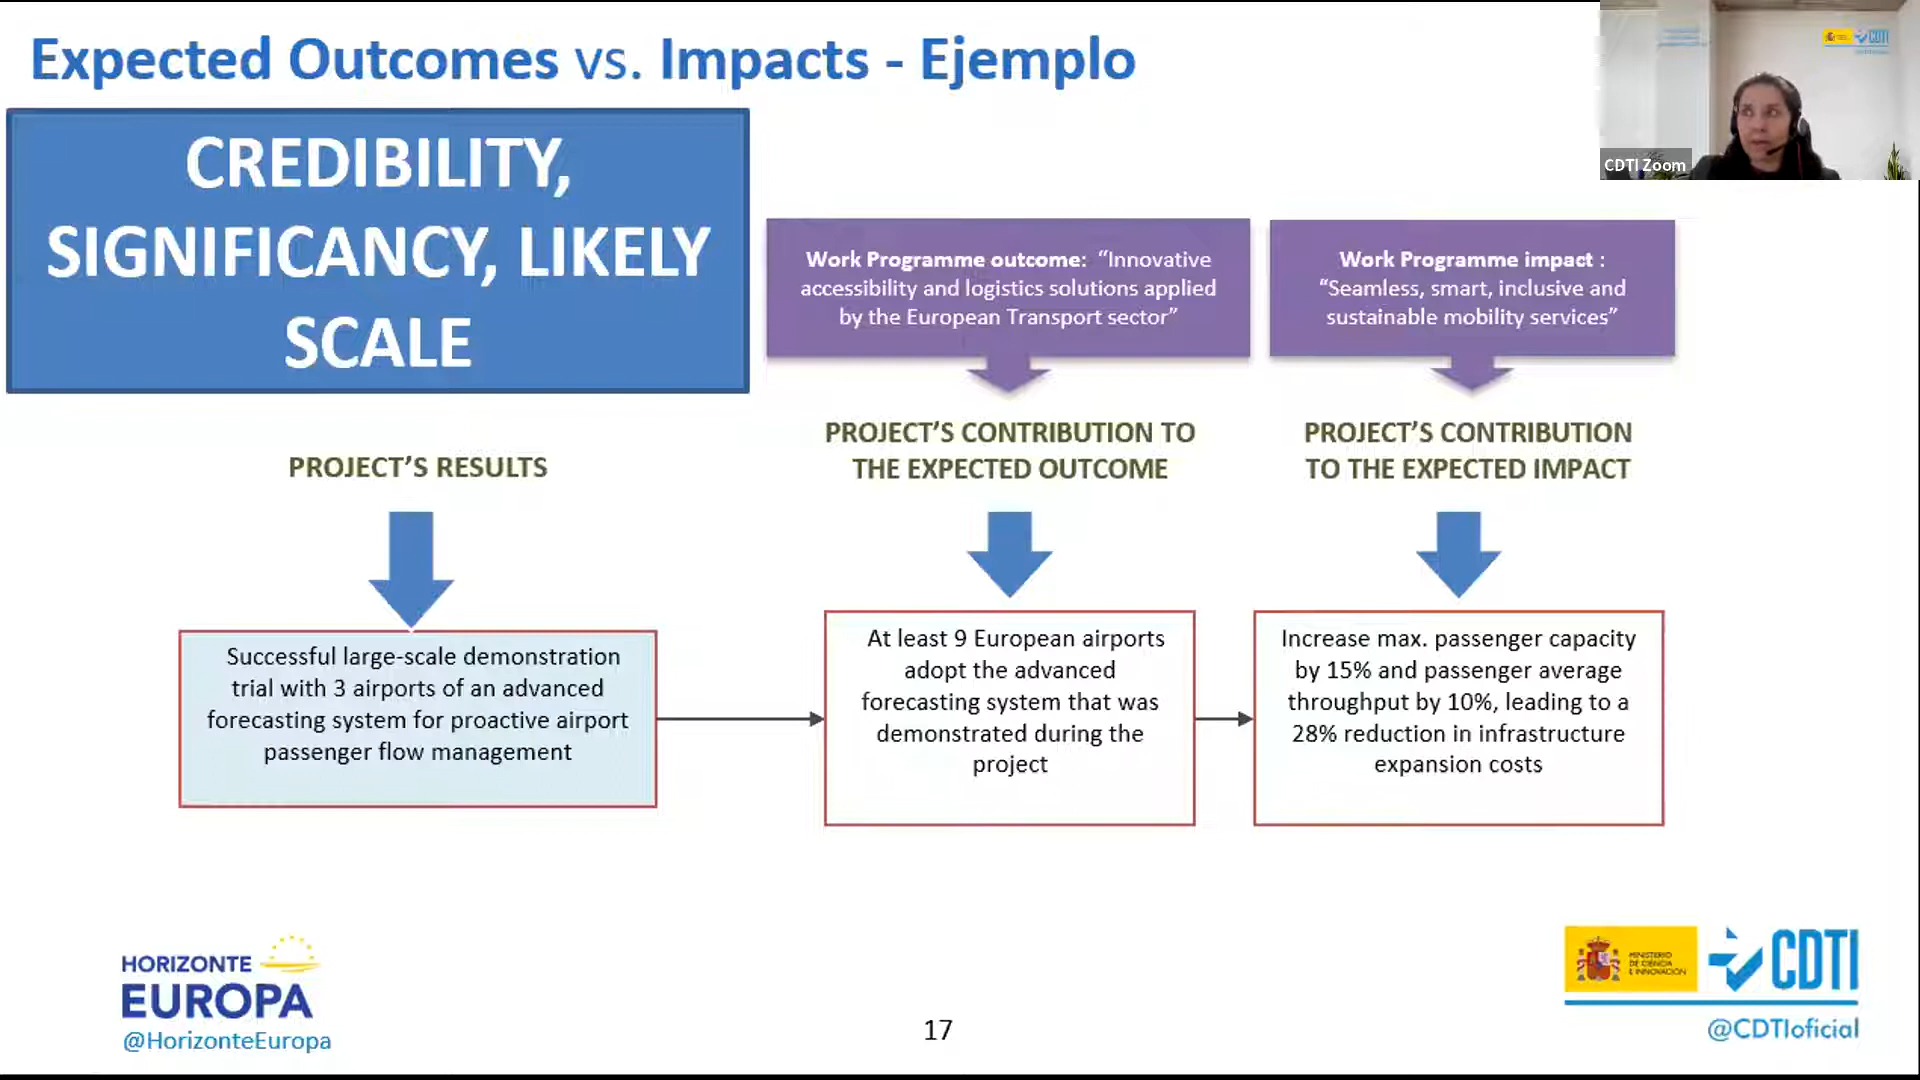 Expected Outcomes vs. Impacts - Ejemplo
CREDIBILITY,
SIGNIFICANCY, LIKELY
SCALE
CDTI
CDTI Zoom
Work Programme outcome: “Innovative
accessibility and logistics solutions applied
by the European Transport sector”
Work Programme impact :
“Seamless, smart, inclusive and
sustainable mobility services”
PROJECT’S RESULTS
PROJECT’S CONTRIBUTION TO
THE EXPECTED OUTCOME
PROJECT’S CONTRIBUTION
TO THE EXPECTED IMPACT
Successful large-scale demonstration
trial with 3 airports of an advanced
forecasting system for proactive airport
passenger flow management
At least 9 European airports
adopt the advanced
forecasting system that was
demonstrated during the
project
Increase max. passenger capacity
by 15% and passenger average
throughput by 10%, leading to a
28% reduction in infrastructure
expansion costs
HORIZONTE
EUROPA
@HorizonteEuropa
17
MINISTERIO
DE CIENCIA
E INNOVACIÓN
CDTI
@CDTIoficial